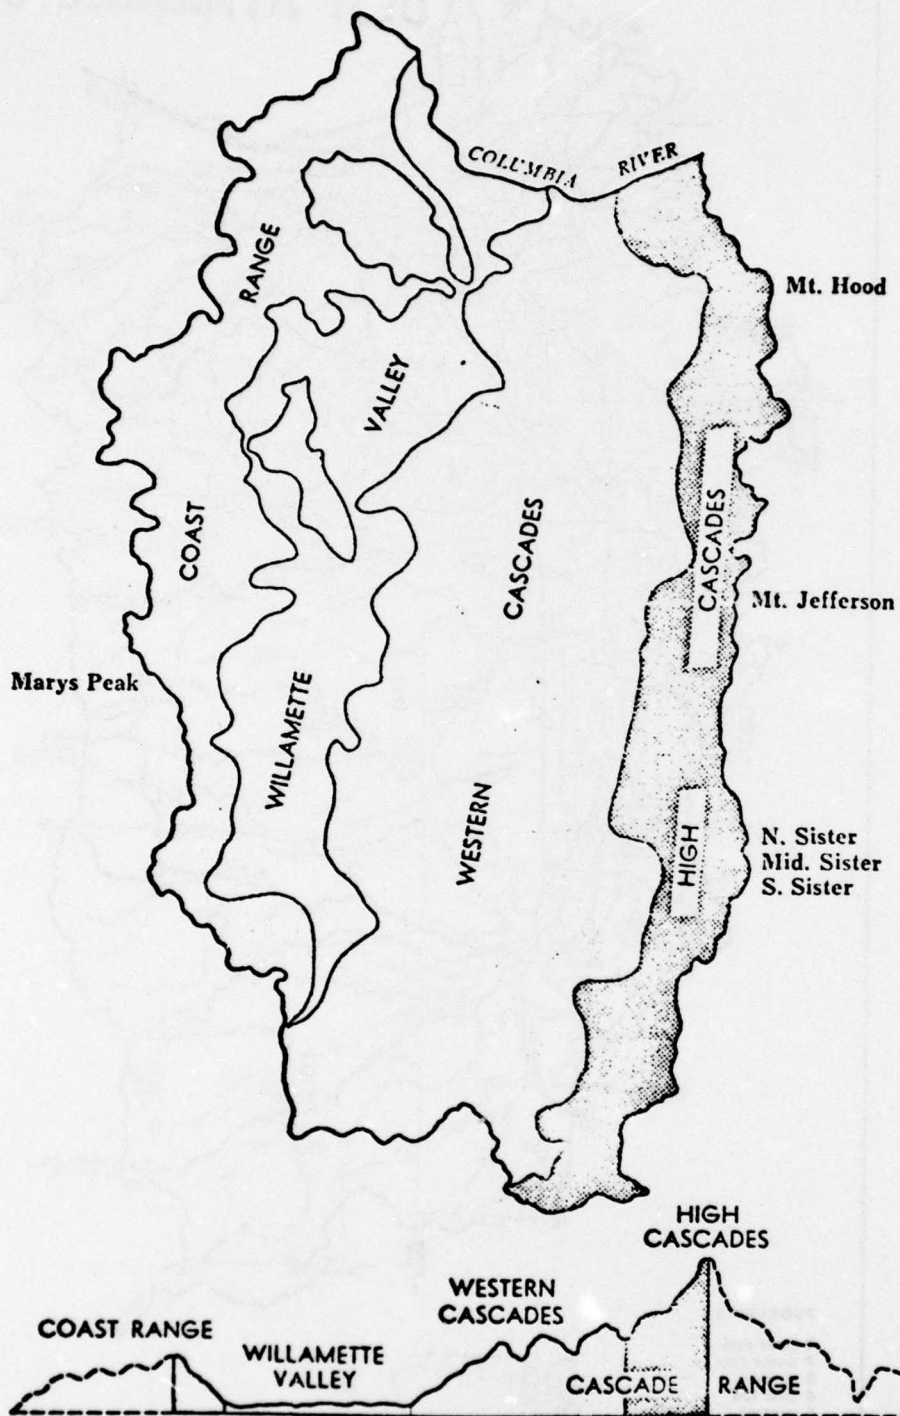 COLUMBIA RIVER
RANGE
Mt. Hood
VALLEY
CASCADES
COAST
CASCADES
Mt. Jefferson
Marys Peak
WILLAMETTE
WESTERN
HIGH
N. Sister
Mid. Sister
S. Sister
HIGH
CASCADES
WESTERN
CASCADES
COAST RANGE
WILLAMETTE
VALLEY
CASCADE RANGE